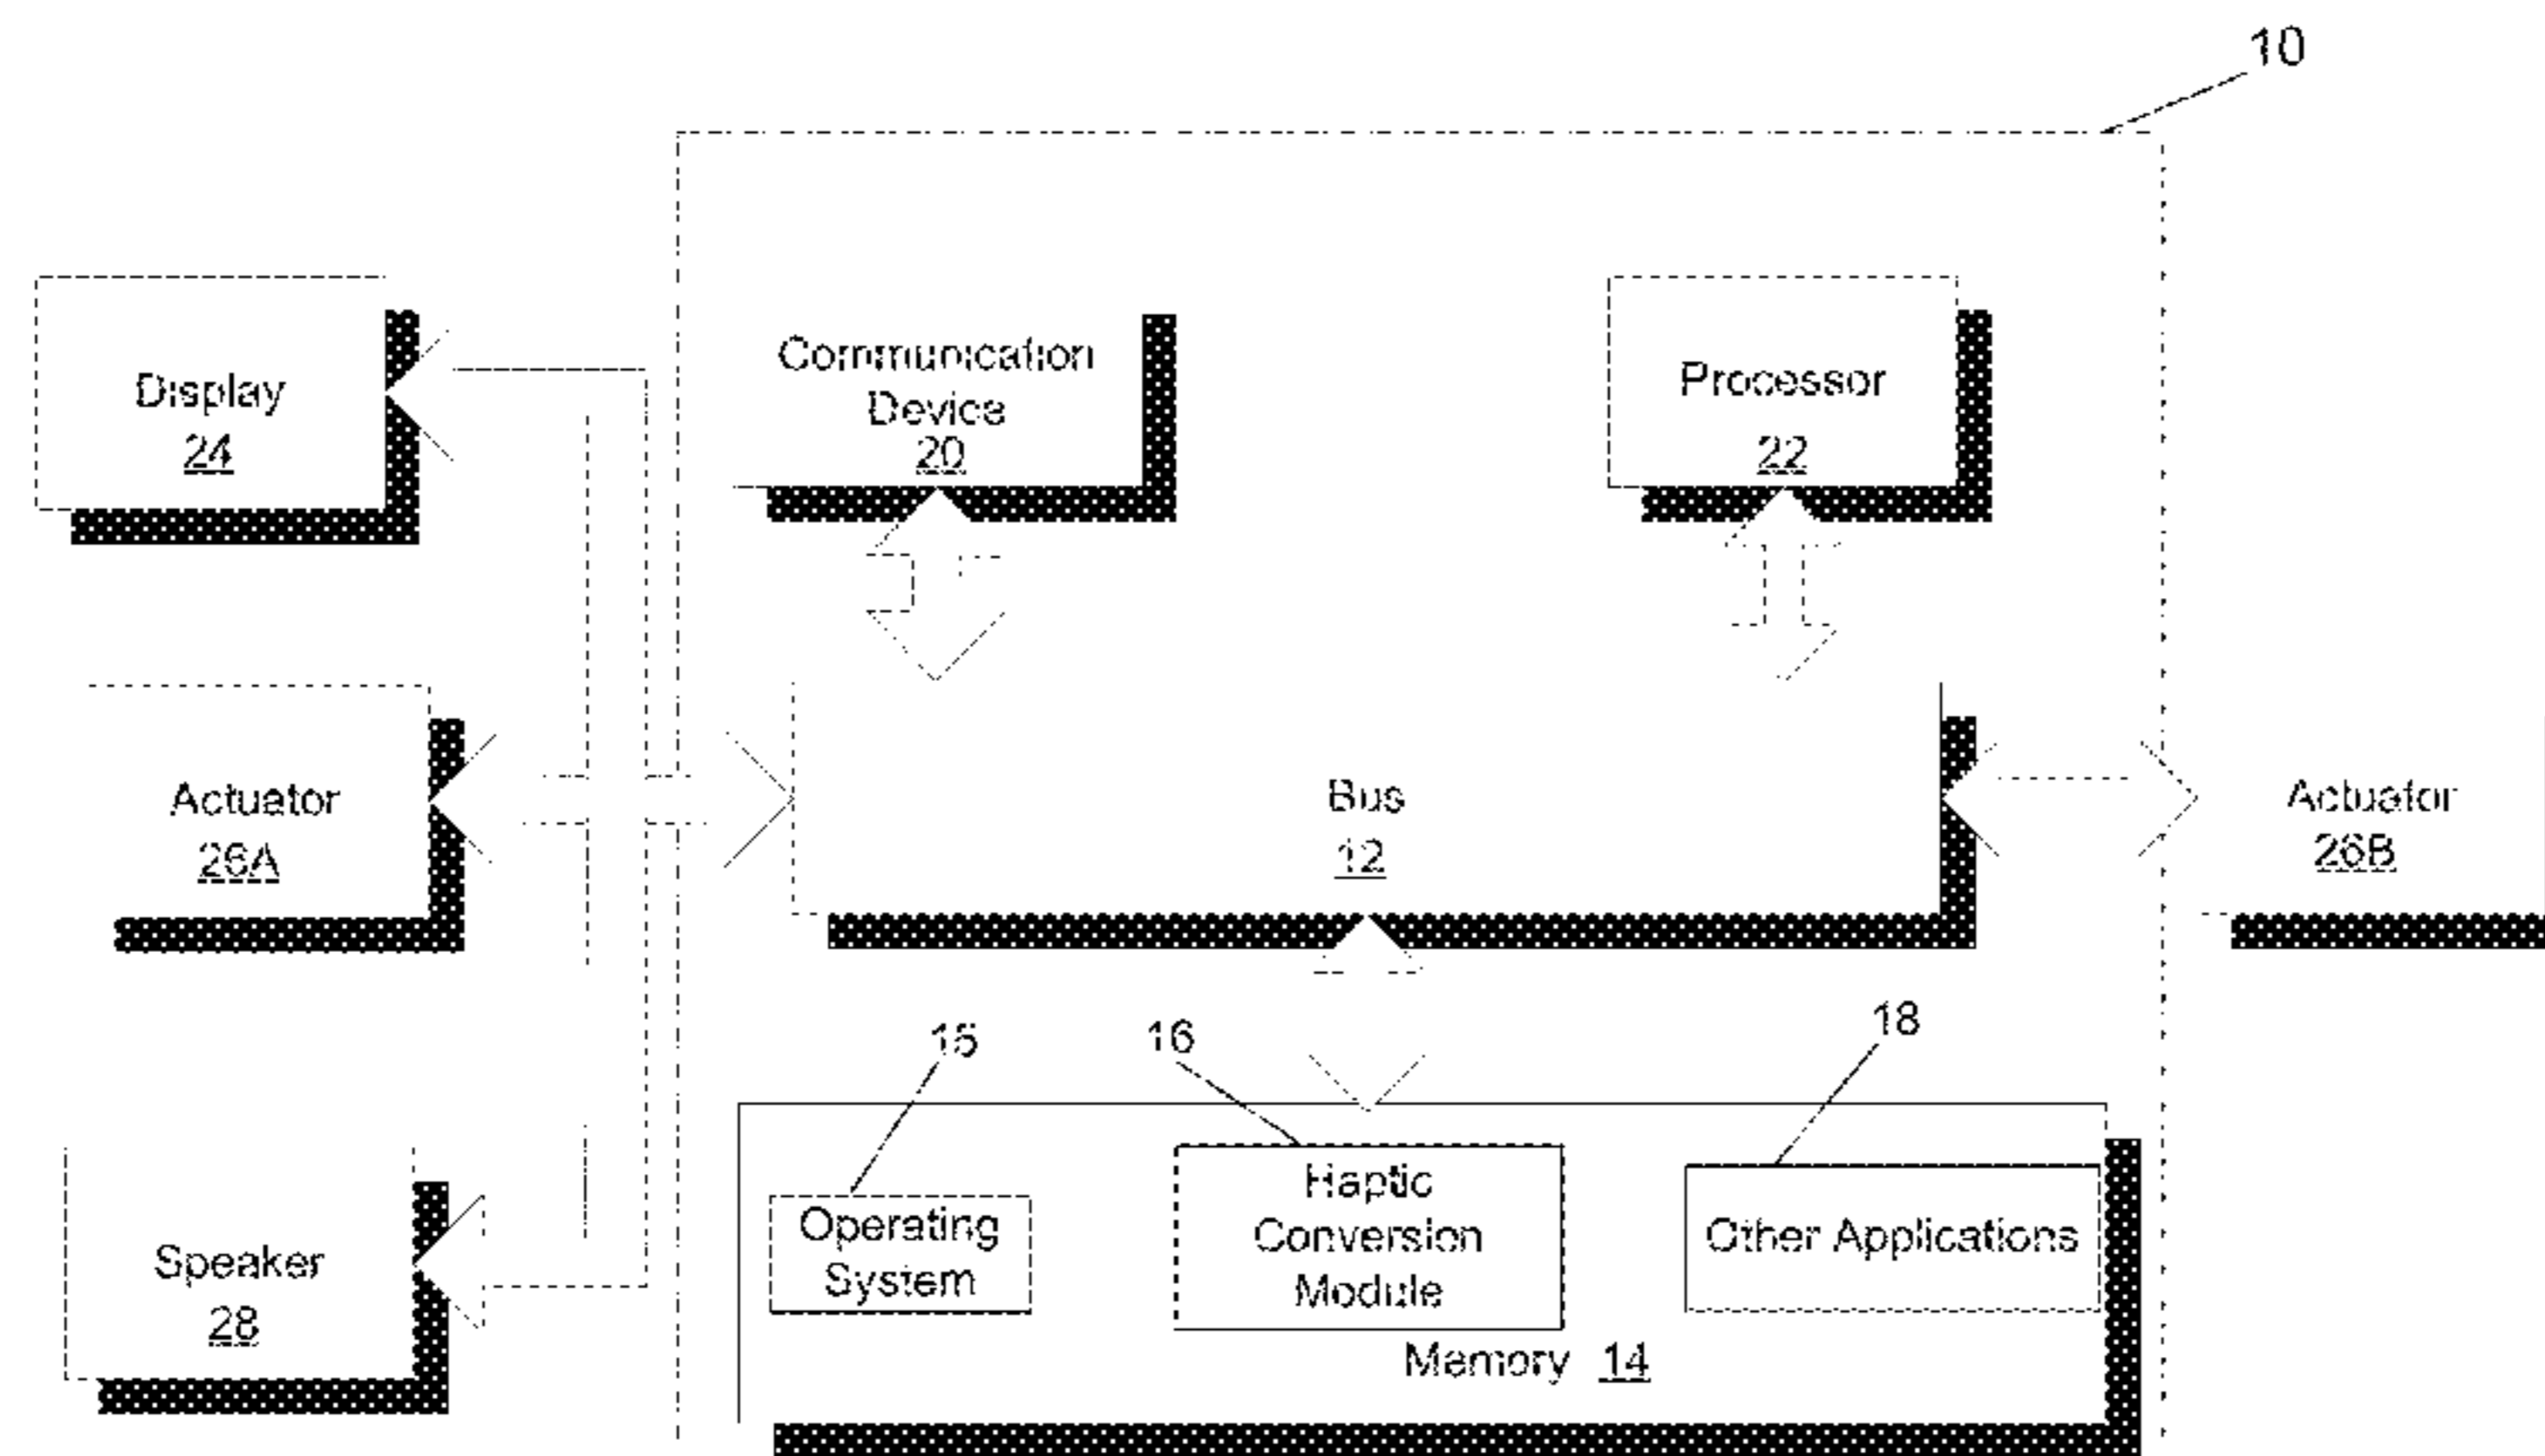 10
Display
24
Communication
Device
20
Processor
22
Actuator
26A
Bus
12
Actuator
26B
15
16
18
Operating
System
Haptic
Conversion
Module
Other Applications
Memory 14
Speaker
28